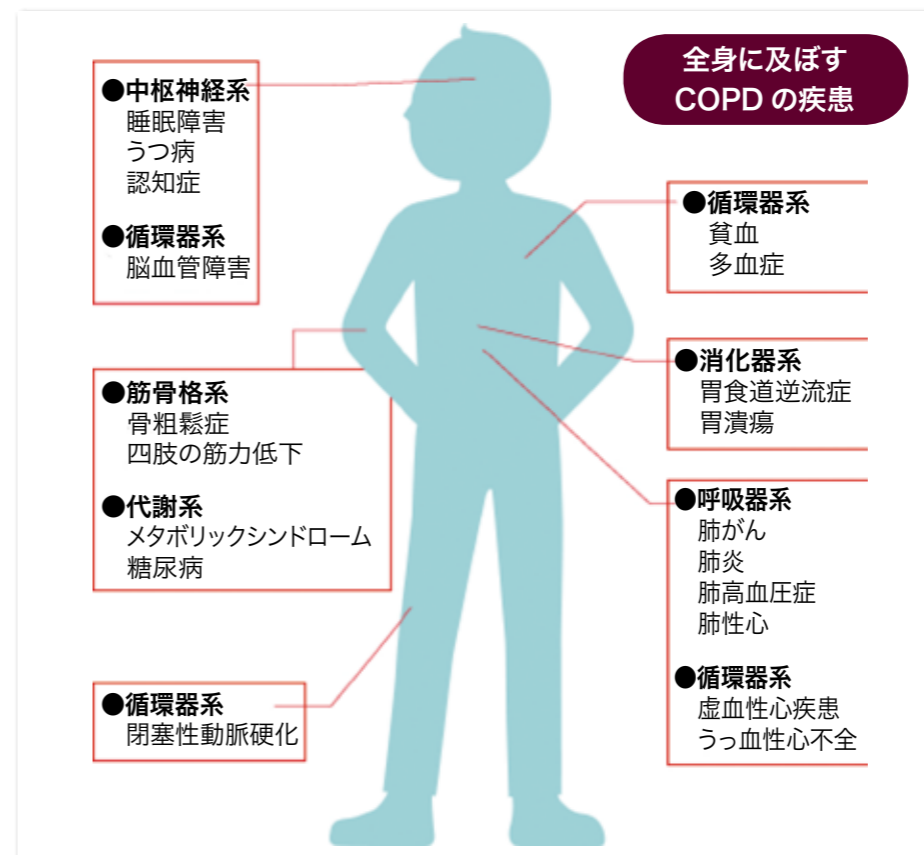 全身に及ぼす
COPD の疾患
●中枢神経系
睡眠障害
うつ病
認知症
●循環器系
脳血管障害
●筋骨格系
骨粗鬆症
四肢の筋力低下
●代謝系
メタボリックシンドローム
糖尿病
●循環器系
閉塞性動脈硬化
●循環器系
貧血
多血症
●消化器系
胃食道逆流症
胃潰瘍
●呼吸器系
肺がん
肺炎
肺高血圧症
肺性心
●循環器系
虚血性心疾患
うっ血性心不全